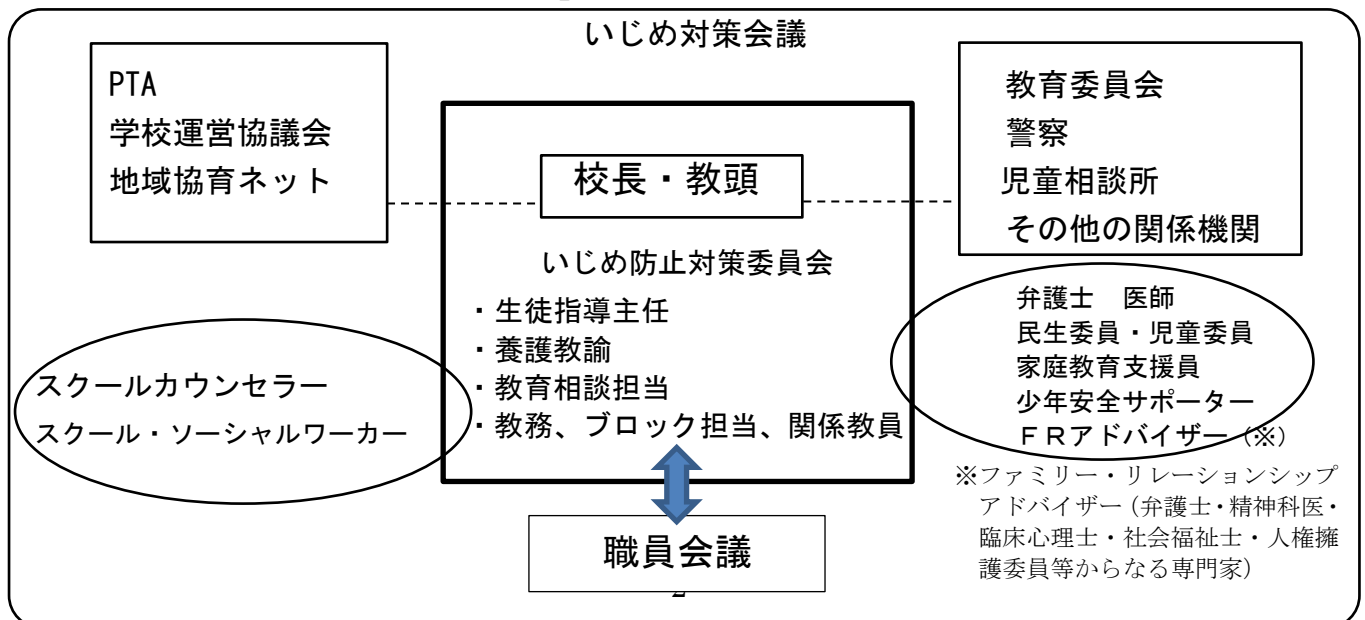 いじめ対策会議
PTA
学校運営協議会
地域協育ネット
校長・教頭
いじめ防止対策委員会
・生徒指導主任
・養護教諭
・教育相談担当
・教務、ブロック担当、関係教員
教育委員会
警察
児童相談所
その他の関係機関
スクールカウンセラー
スクール・ソーシャルワーカー
弁護士　医師
民生委員・児童委員
家庭教育支援員
少年安全サポーター
ＦＲアドバイザー（※）
※ファミリー・リレーションシップ
アドバイザー（弁護士・精神科医・
臨床心理士・社会福祉士・人権擁
護委員等からなる専門家）
職員会議